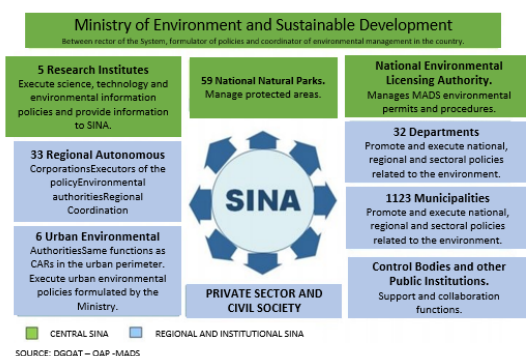 Ministry of Environment and Sustainable Development
Between rector of the System, formulator of policies and coordinator of environmental management in the country.
5 Research Institutes
Execute science, technology and
environmental information
policies and provide information
to SINA.
59 National Natural Parks.
Manage protected areas.
National Environmental
Licensing Authority.
Manages MADS environmental
permits and procedures.
33 Regional Autonomous
CorporationsExecutors of the
policyEnvironmental
authoritiesRegional
Coordination
32 Departments
Promote and execute national,
regional and sectoral policies
related to the environment.
SINA
1123 Municipalities
Promote and execute national,
regional and sectoral policies
related to the environment.
6 Urban Environmental
AuthoritiesSame functions as
CARs in the urban perimeter.
Execute urban environmental
policies formulated by the
Ministry.
PRIVATE SECTOR AND
CIVIL SOCIETY
Control Bodies and other
Public Institutions.
Support and collaboration
functions.
CENTRAL SINA
REGIONAL AND INSTITUTIONAL SINA
SOURCE: DGOAT – OAP -MADS